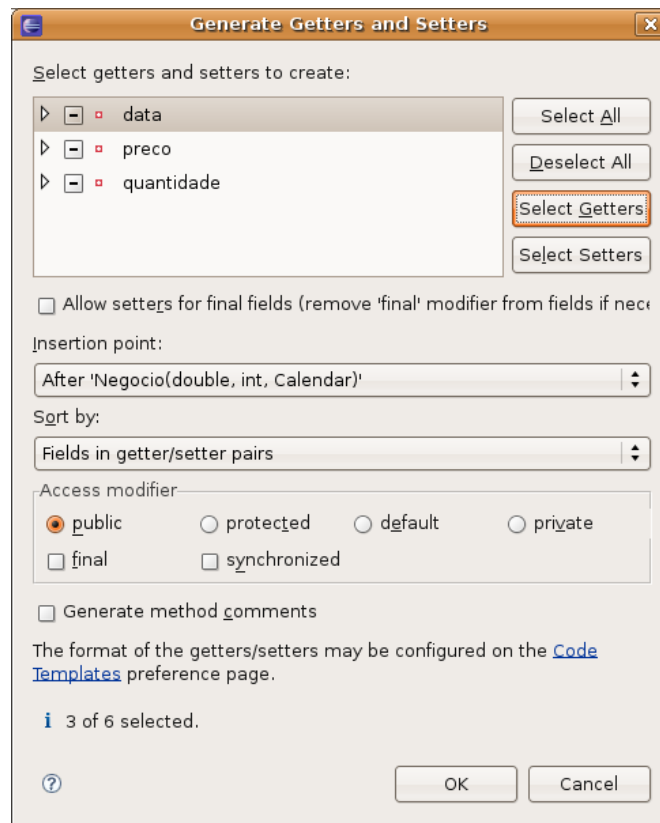 Generate Getters and Setters
Select getters and setters to create:
data
preco
quantidade
Select All
Deselect All
Select Getters
Select Setters
Allow setters for final fields (remove 'final' modifier from fields if nece
Insertion point:
After 'Negocio(double, int, Calendar)'
Sort by:
Fields in getter/setter pairs
Access modifier
public protected default private
final synchronized
Generate method comments
The format of the getters/setters may be configured on the Code
Templates preference page.
3 of 6 selected.
OK Cancel